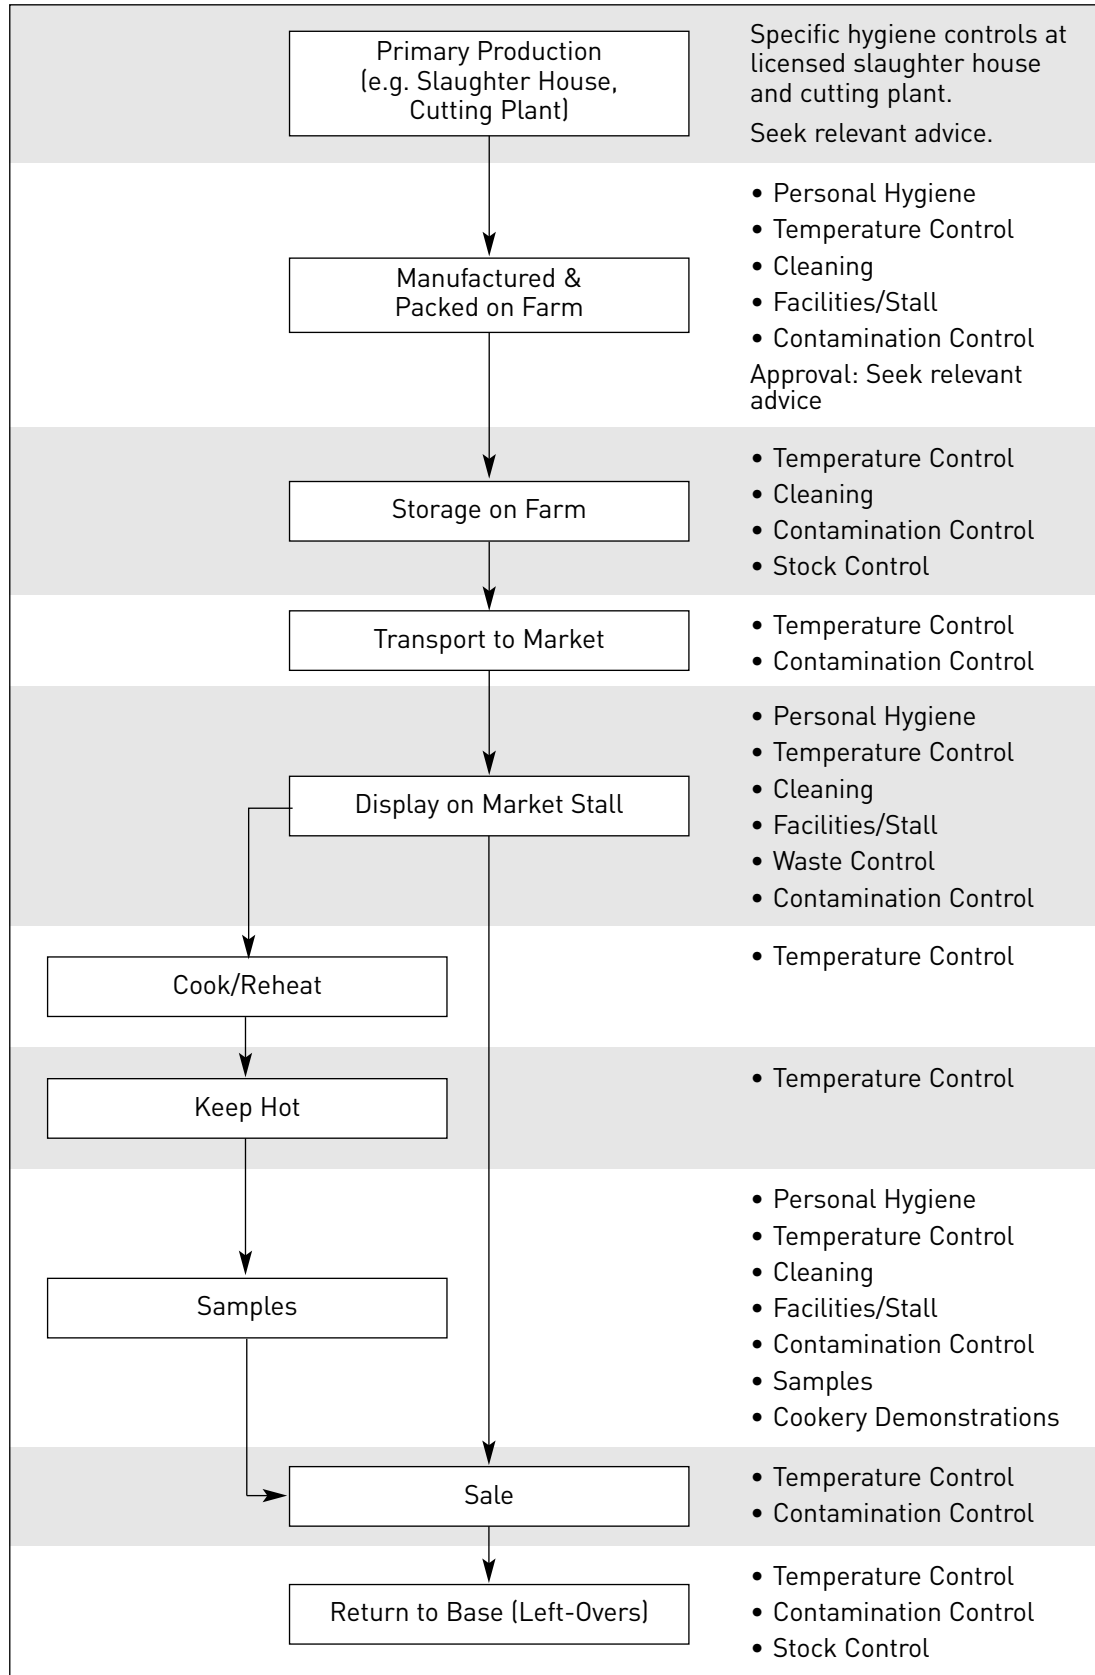 Primary Production
(e.g. Slaughter House,
Cutting Plant)
Specific hygiene controls at
licensed slaughter house
and cutting plant.
Seek relevant advice.
Manufactured &
Packed on Farm
• Personal Hygiene
• Temperature Control
• Cleaning
• Facilities/Stall
• Contamination Control
Approval: Seek relevant
advice
Storage on Farm
• Temperature Control
• Cleaning
• Contamination Control
• Stock Control
Transport to Market
• Temperature Control
• Contamination Control
Display on Market Stall
• Personal Hygiene
• Temperature Control
• Cleaning
• Facilities/Stall
• Waste Control
• Contamination Control
Cook/Reheat
• Temperature Control
Keep Hot
• Temperature Control
Samples
• Personal Hygiene
• Temperature Control
• Cleaning
• Facilities/Stall
• Contamination Control
• Samples
• Cookery Demonstrations
Sale
• Temperature Control
• Contamination Control
Return to Base (Left-Overs)
• Temperature Control
• Contamination Control
• Stock Control